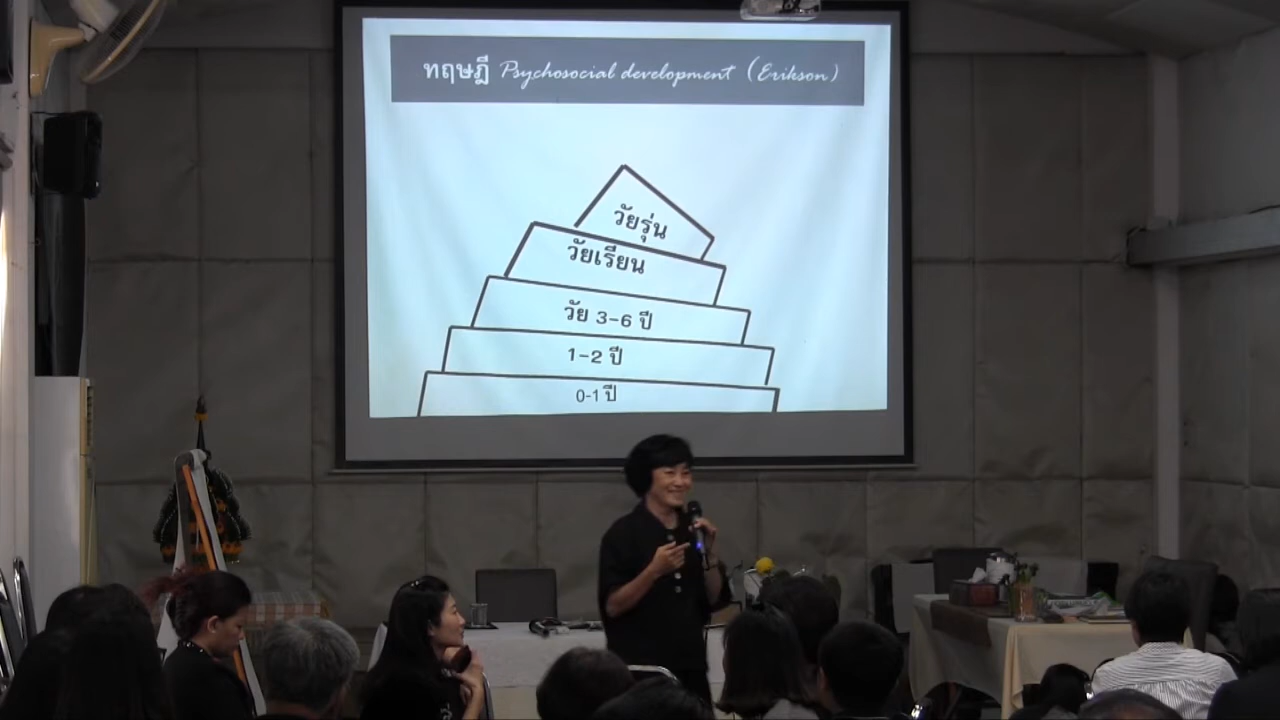 ทฤษฎี Psychosocial development (Erikson)
วัยรุ่น
วัยเรียน
วัย 3-6 ปี
1-2 ปี
0-1 ปี